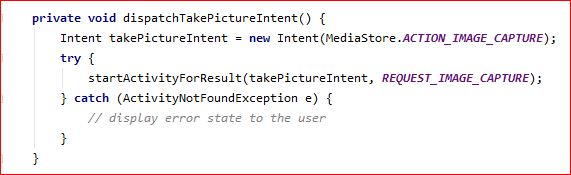 private void dispatchTakePictureIntent() {
    Intent takePictureIntent = new Intent(MediaStore.ACTION_IMAGE_CAPTURE);
    try {
        startActivityForResult(takePictureIntent, REQUEST_IMAGE_CAPTURE);
    } catch (ActivityNotFoundException e) {
        // display error state to the user
    }
}